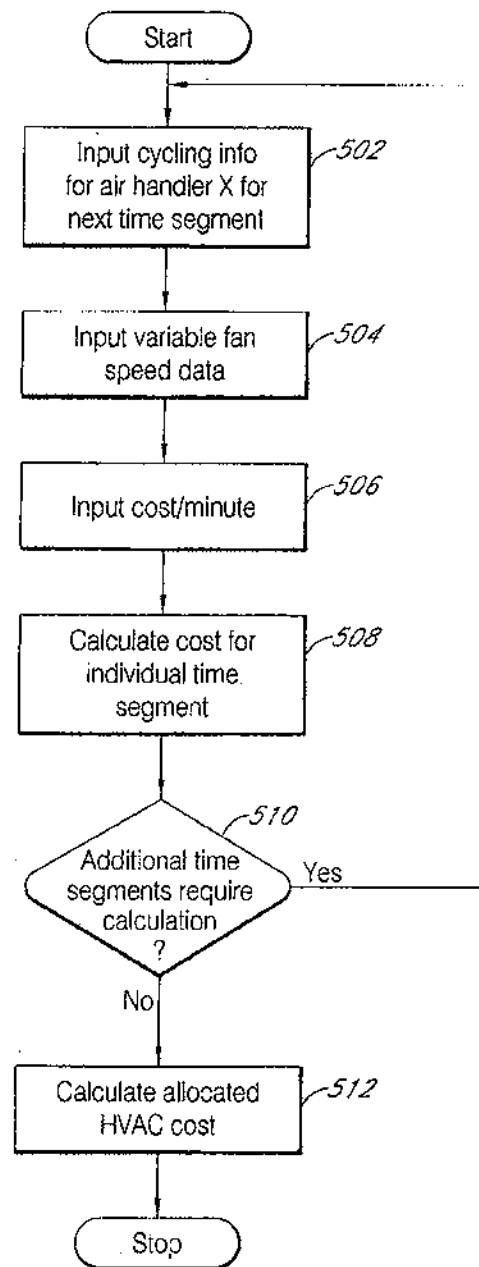 Start
Input cycling info
for air handler X for
next time segment
502
Input variable fan
speed data
504
Input cost/minute
506
Calculate cost for
individual time
segment
508
510
Additional time
segments require
calculation
?
Yes
No
Calculate allocated
HVAC cost
512
Stop